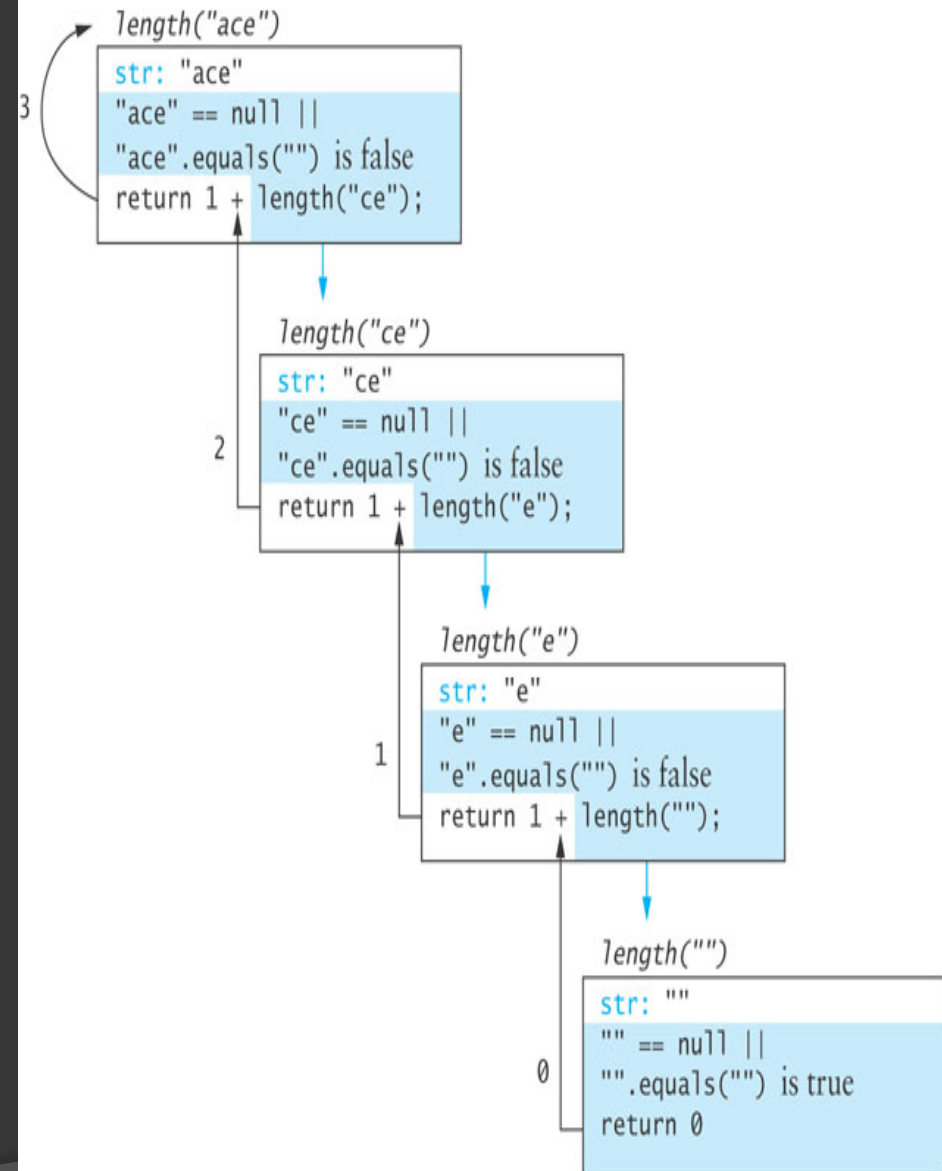 length("ace")
str: "ace"
3
"ace" == null ||
"ace".equals("") is false
return 1 + length("ce");
length("ce")
str: "ce"
"ce" == null ||
2
"ce".equals("") is false
return 1 + length("e");
length("e")
str: "e"
"e" == null ||
1
"e".equals("") is false
return 1 + length("");
length("")
str: ""
"" == null ||
0
"".equals("") is true
return 0